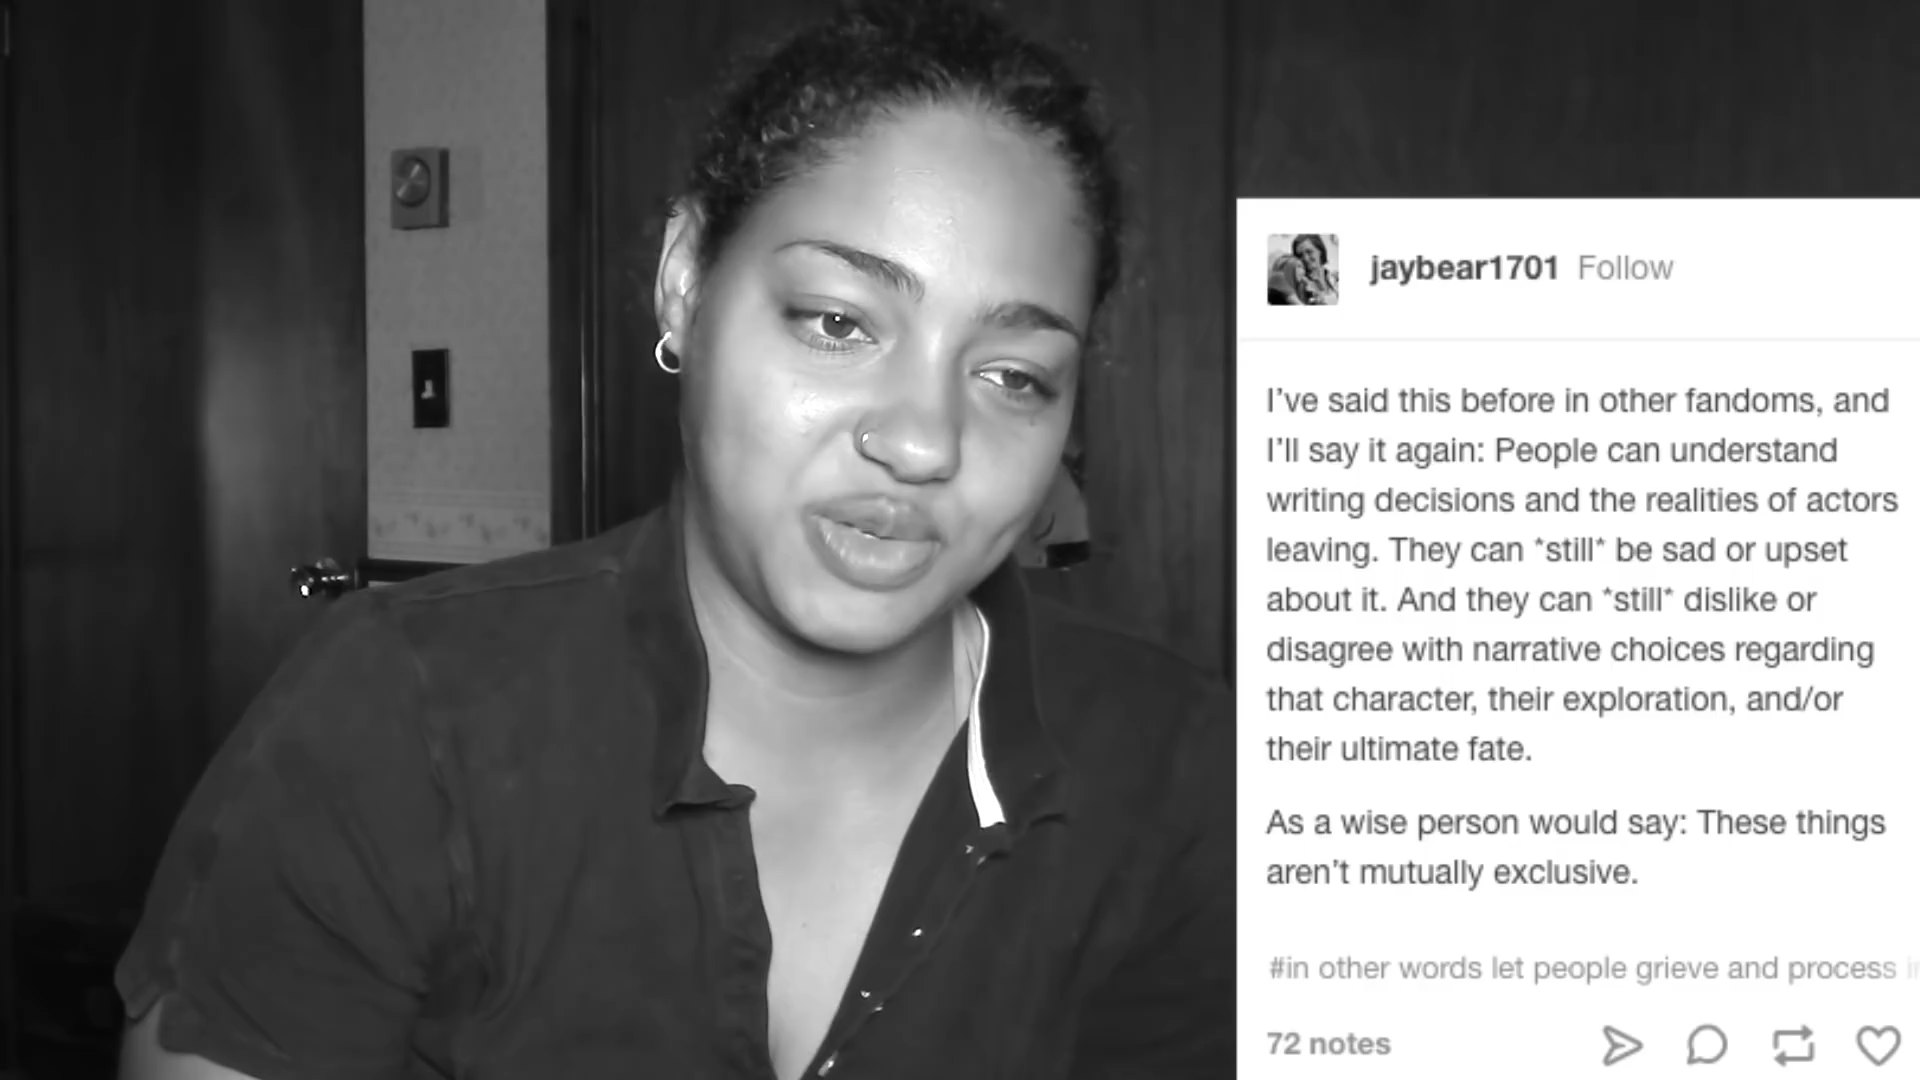 jaybear1701 Follow
I've said this before in other fandoms, and
I'll say it again: People can understand
writing decisions and the realities of actors
leaving. They can *still* be sad or upset
about it. And they can *still* dislike or
disagree with narrative choices regarding
that character, their exploration, and/or
their ultimate fate.
As a wise person would say: These things
aren't mutually exclusive.
#in other words let people grieve and process
72 notes